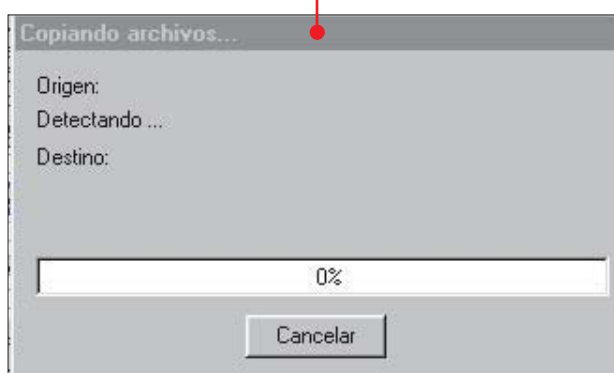 Copiando archivos...
Origen:
Detectando ...
Destino:
0%
Cancelar